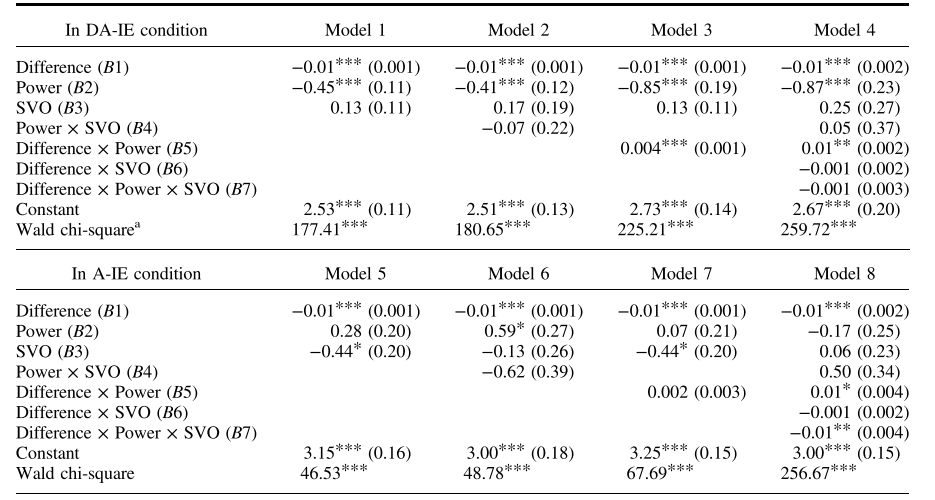 In DA-IE condition Model 1 Model 2 Model 3 Model 4
Difference (B1) −0.01*** (0.001) −0.01*** (0.001) −0.01*** (0.001) −0.01*** (0.002)
Power (B2) −0.45*** (0.11) −0.41*** (0.12) −0.85*** (0.19) −0.87*** (0.23)
SVO (B3) 0.13 (0.11) 0.17 (0.19) 0.13 (0.11) 0.25 (0.27)
Power × SVO (B4) −0.07 (0.22) 0.05 (0.37)
Difference × Power (B5) 0.004*** (0.001) 0.01** (0.002)
Difference × SVO (B6) −0.001 (0.002)
Difference × Power × SVO (B7) −0.001 (0.003)
Constant 2.53*** (0.11) 2.51*** (0.13) 2.73*** (0.14) 2.67*** (0.20)
Wald chi-squareᵃ 177.41*** 180.65*** 225.21*** 259.72***
In A-IE condition Model 5 Model 6 Model 7 Model 8
Difference (B1) −0.01*** (0.001) −0.01*** (0.001) −0.01*** (0.001) −0.01*** (0.002)
Power (B2) 0.28 (0.20) 0.59* (0.27) 0.07 (0.21) −0.17 (0.25)
SVO (B3) −0.44* (0.20) −0.13 (0.26) −0.44* (0.20) 0.06 (0.23)
Power × SVO (B4) −0.62 (0.39) 0.50 (0.34)
Difference × Power (B5) 0.002 (0.003) 0.01* (0.004)
Difference × SVO (B6) −0.001 (0.002)
Difference × Power × SVO (B7) −0.01** (0.004)
Constant 3.15*** (0.16) 3.00*** (0.18) 3.25*** (0.15) 3.00*** (0.15)
Wald chi-square 46.53*** 48.78*** 67.69*** 256.67***